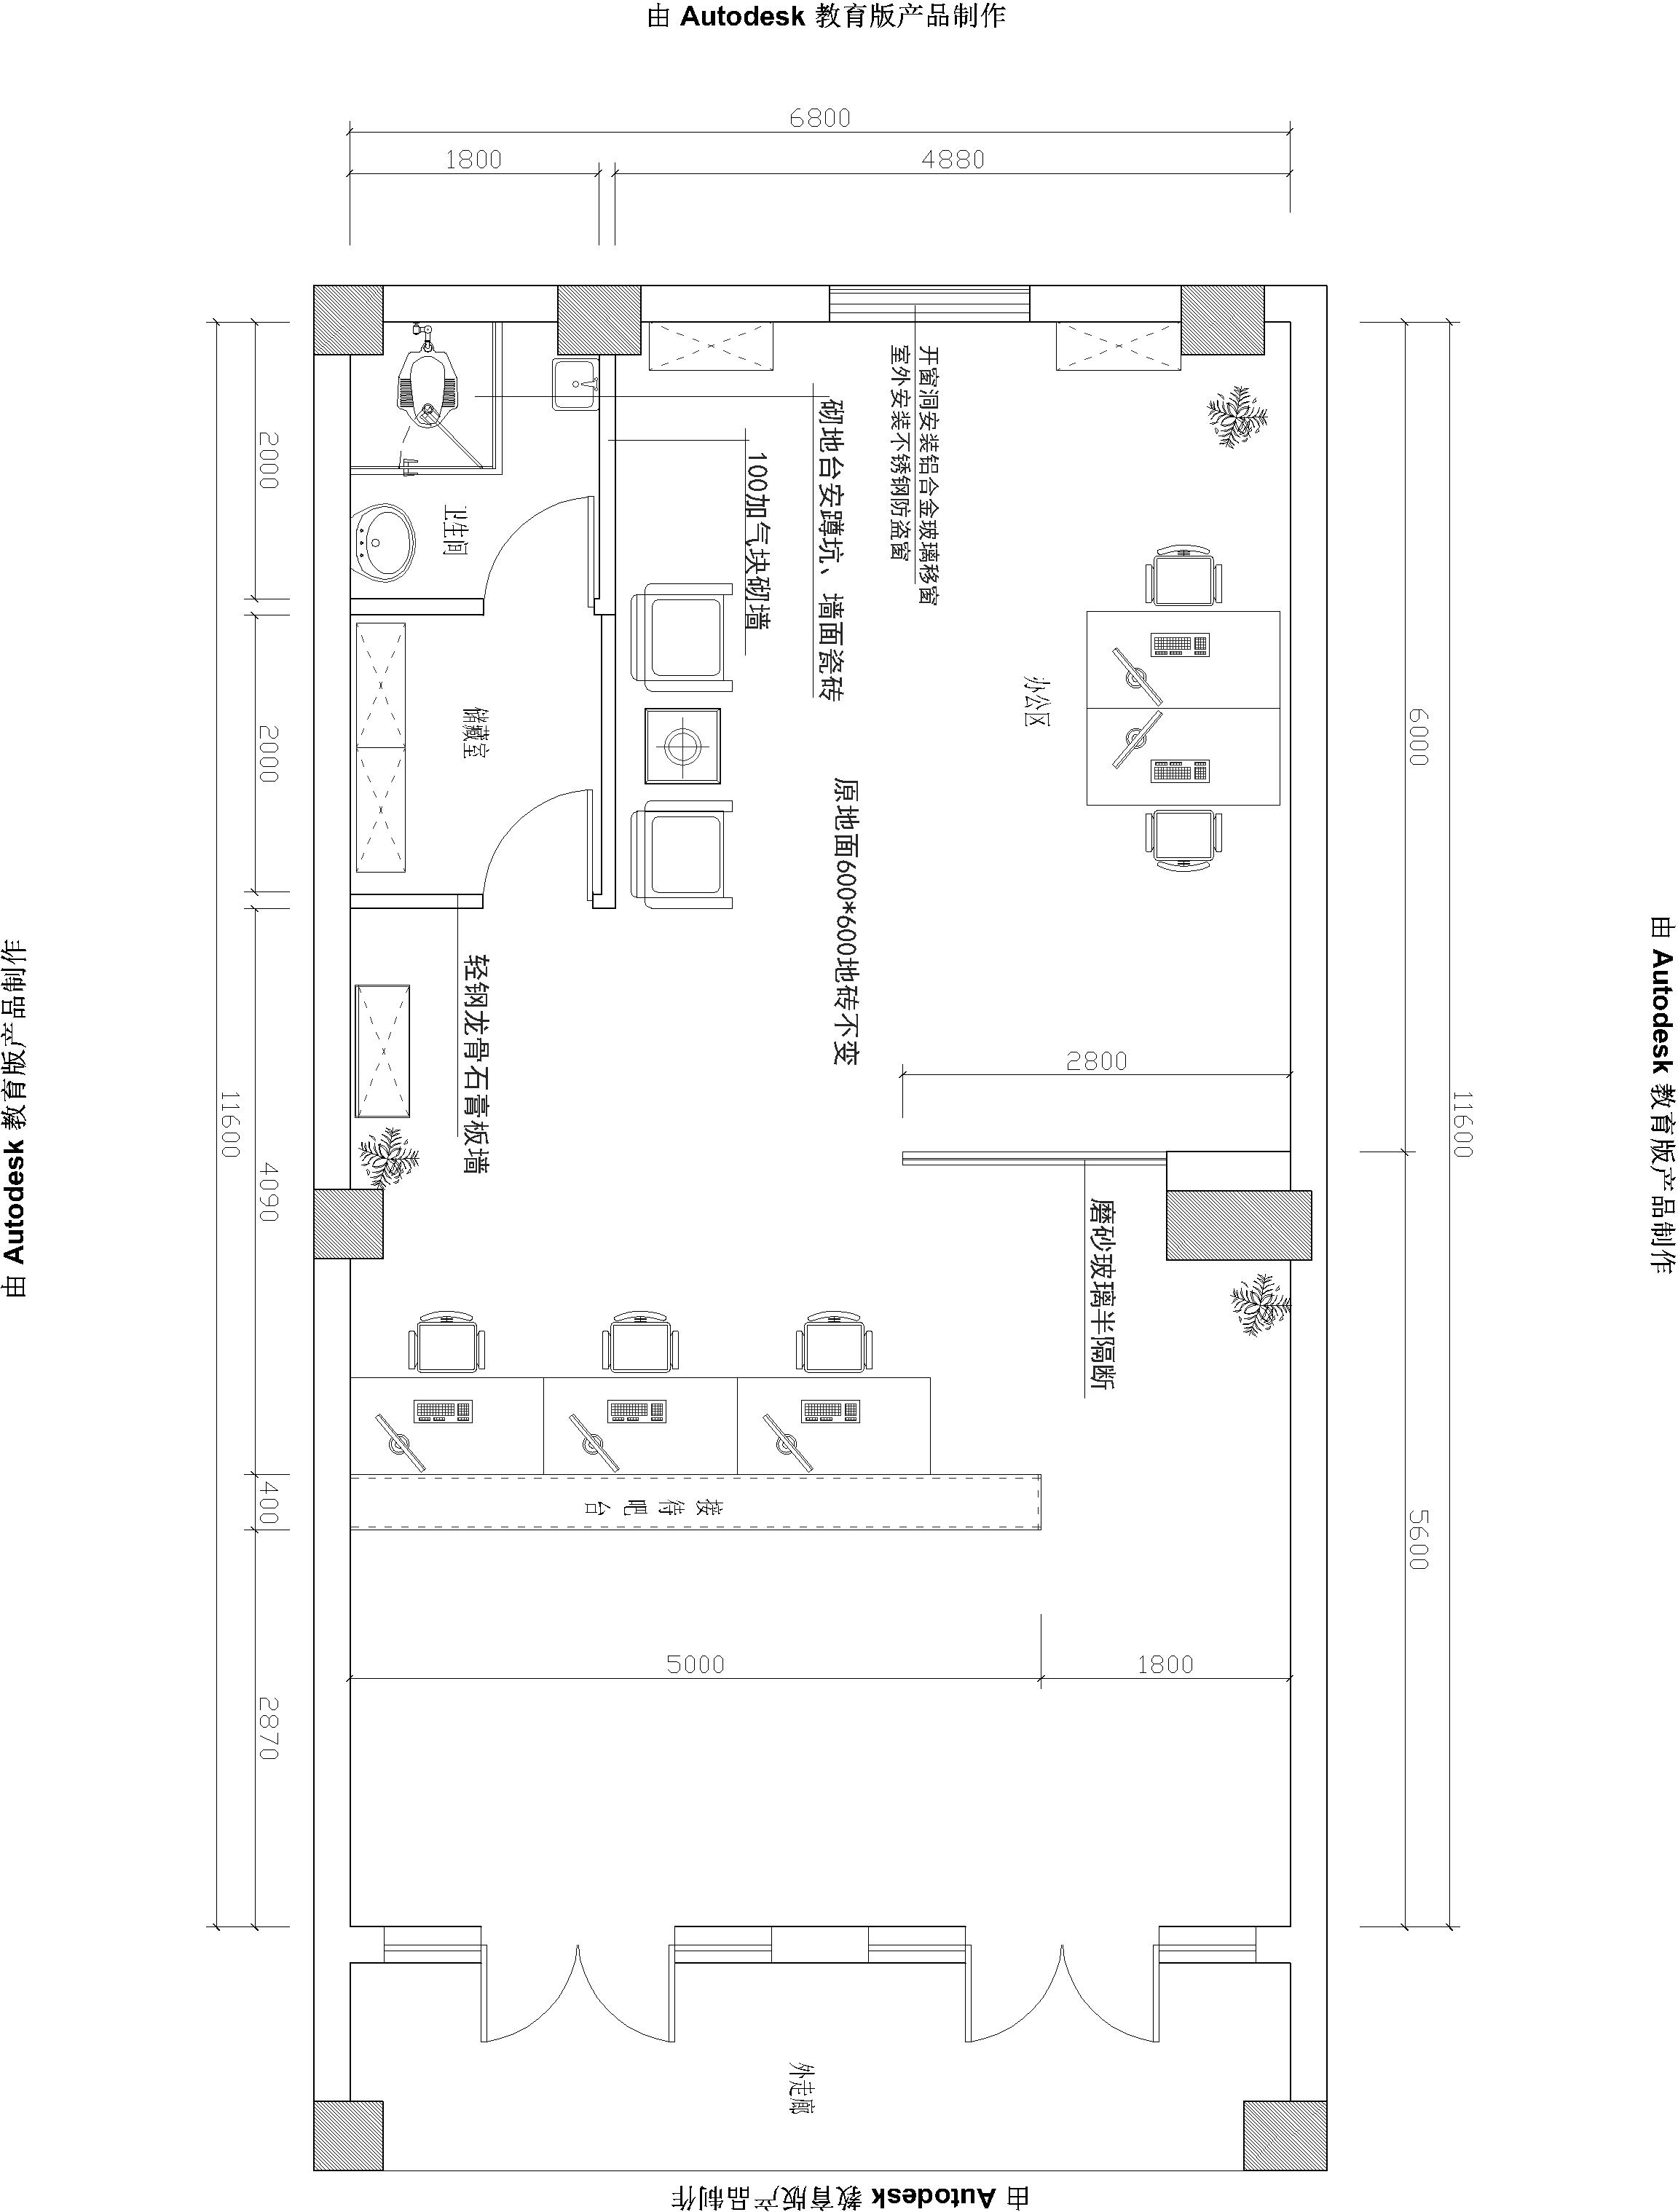 由 Autodesk 教育版产品制作
6800
1800
4880
开窗洞安装铝合金玻璃移窗
室外安装不锈钢防盗窗
砌地台安蹲坑、墙面瓷砖
100加气块砌墙
卫生间
2000
储藏室
2000
办公区
6000
原地面600*600地砖不变
轻钢龙骨石膏板墙
2800
11600
11600
4090
磨砂玻璃半隔断
400
接待吧台
5600
5000
1800
2870
外走廊
由 Autodesk 教育版产品制作
由 Autodesk 教育版产品制作
由 Autodesk 教育版产品制作